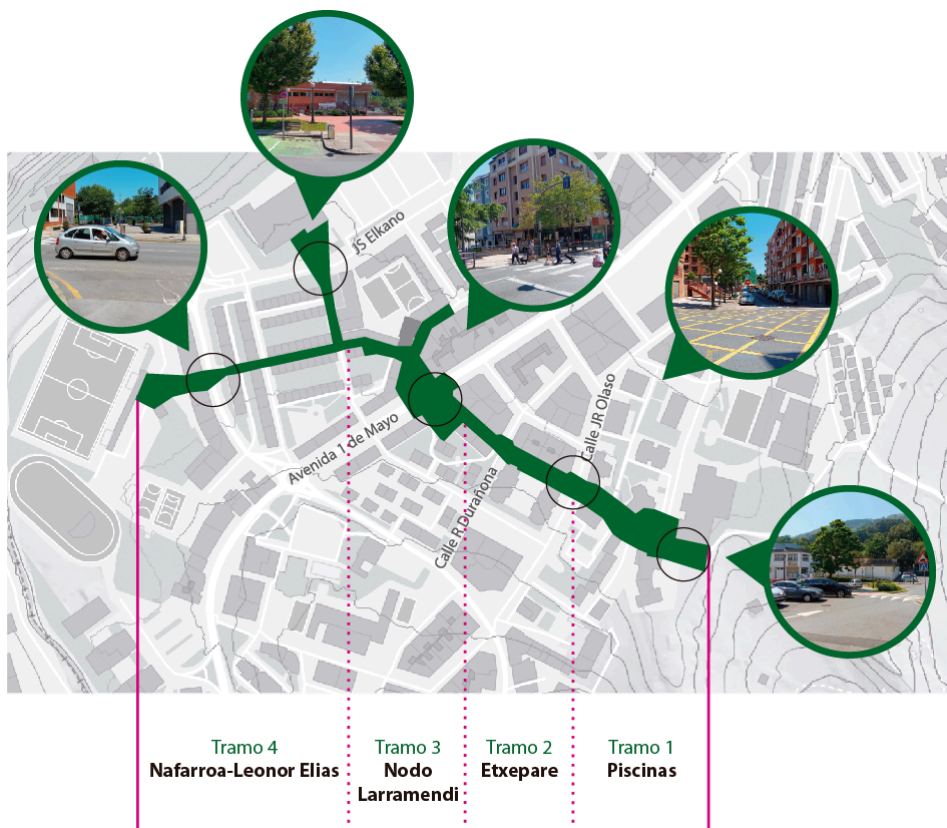 JS Elkano
Avenida 1 de Mayo
Calle R Durañona
Calle JR Olaso
Tramo 4
Nafarroa-Leonor Elias
Tramo 3
Nodo
Larramendi
Tramo 2
Etxepare
Tramo 1
Piscinas